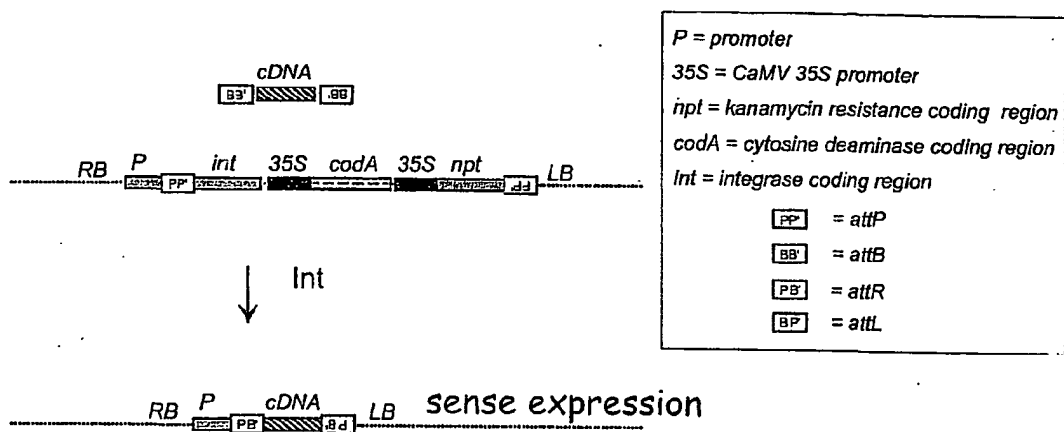 cDNA
BB' BB'
RB P int 35S codA 35S npt LB
PP' PP'
Int
RB P cDNA LB sense expression
PB' PB'
P = promoter
35S = CaMV 35S promoter
npt = kanamycin resistance coding region
codA = cytosine deaminase coding region
Int = integrase coding region
PP' = attP
BB' = attB
PB' = attR
BP' = attL